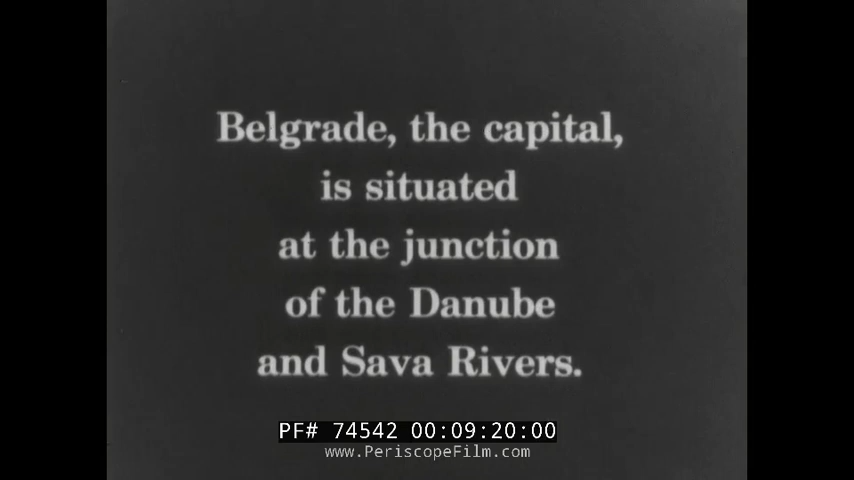 Belgrade, the capital,
is situated
at the junction
of the Danube
and Sava Rivers.
PF# 74542 00:09:20:00
www.PeriscopeFilm.com